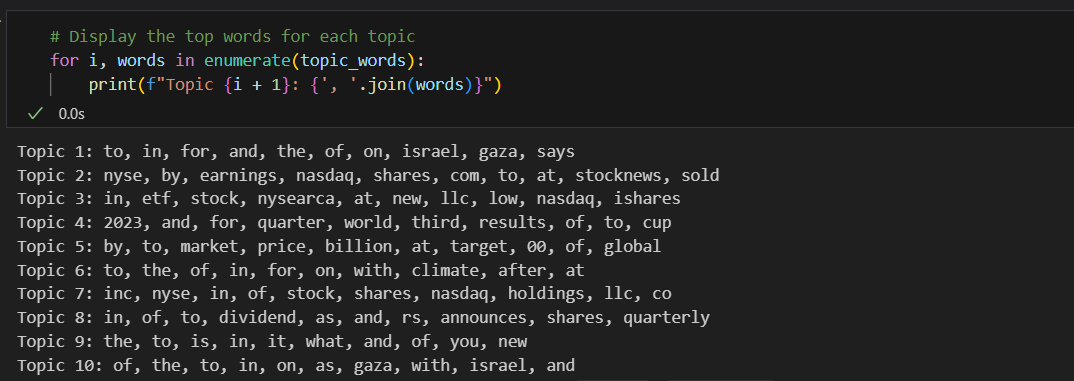 # Display the top words for each topic
for i, words in enumerate(topic_words):
    print(f"Topic {i + 1}: {', '.join(words)}")
0.0s
Topic 1: to, in, for, and, the, of, on, israel, gaza, says
Topic 2: nyse, by, earnings, nasdaq, shares, com, to, at, stocknews, sold
Topic 3: in, etf, stock, nysearca, at, new, llc, low, nasdaq, ishares
Topic 4: 2023, and, for, quarter, world, third, results, of, to, cup
Topic 5: by, to, market, price, billion, at, target, 00, of, global
Topic 6: to, the, of, in, for, on, with, climate, after, at
Topic 7: inc, nyse, in, of, stock, shares, nasdaq, holdings, llc, co
Topic 8: in, of, to, dividend, as, and, rs, announces, shares, quarterly
Topic 9: the, to, is, in, it, what, and, of, you, new
Topic 10: of, the, to, in, on, as, gaza, with, israel, and